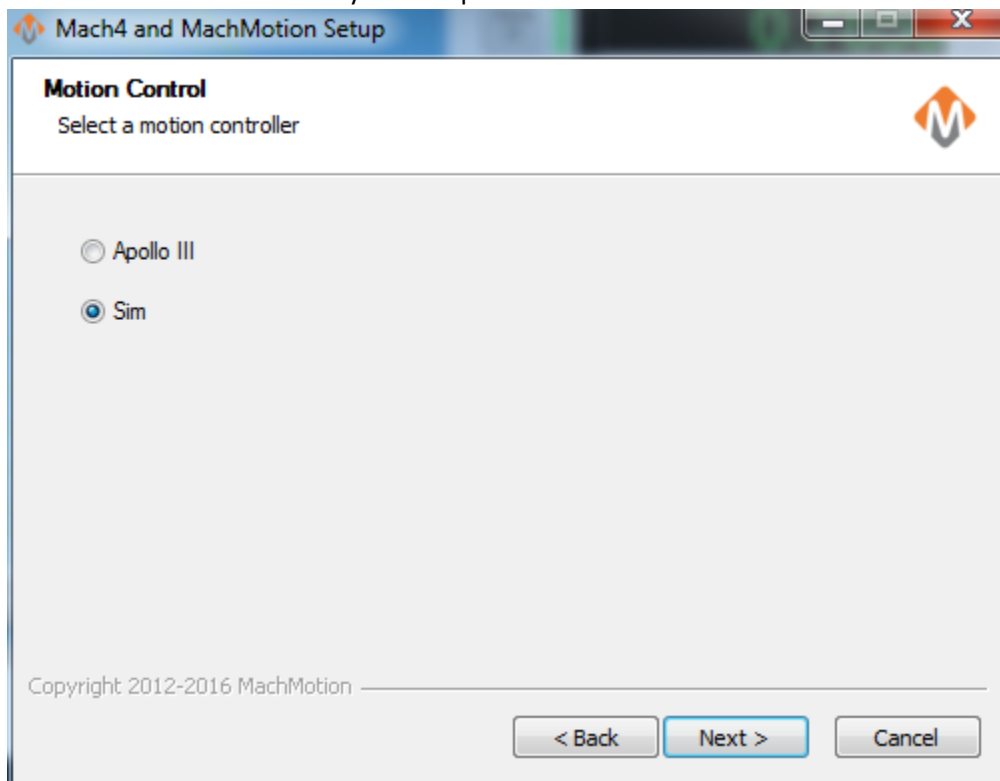 Mach4 and MachMotion Setup
Motion Control
Select a motion controller
Apollo III
Sim
Copyright 2012-2016 MachMotion
< Back Next > Cancel